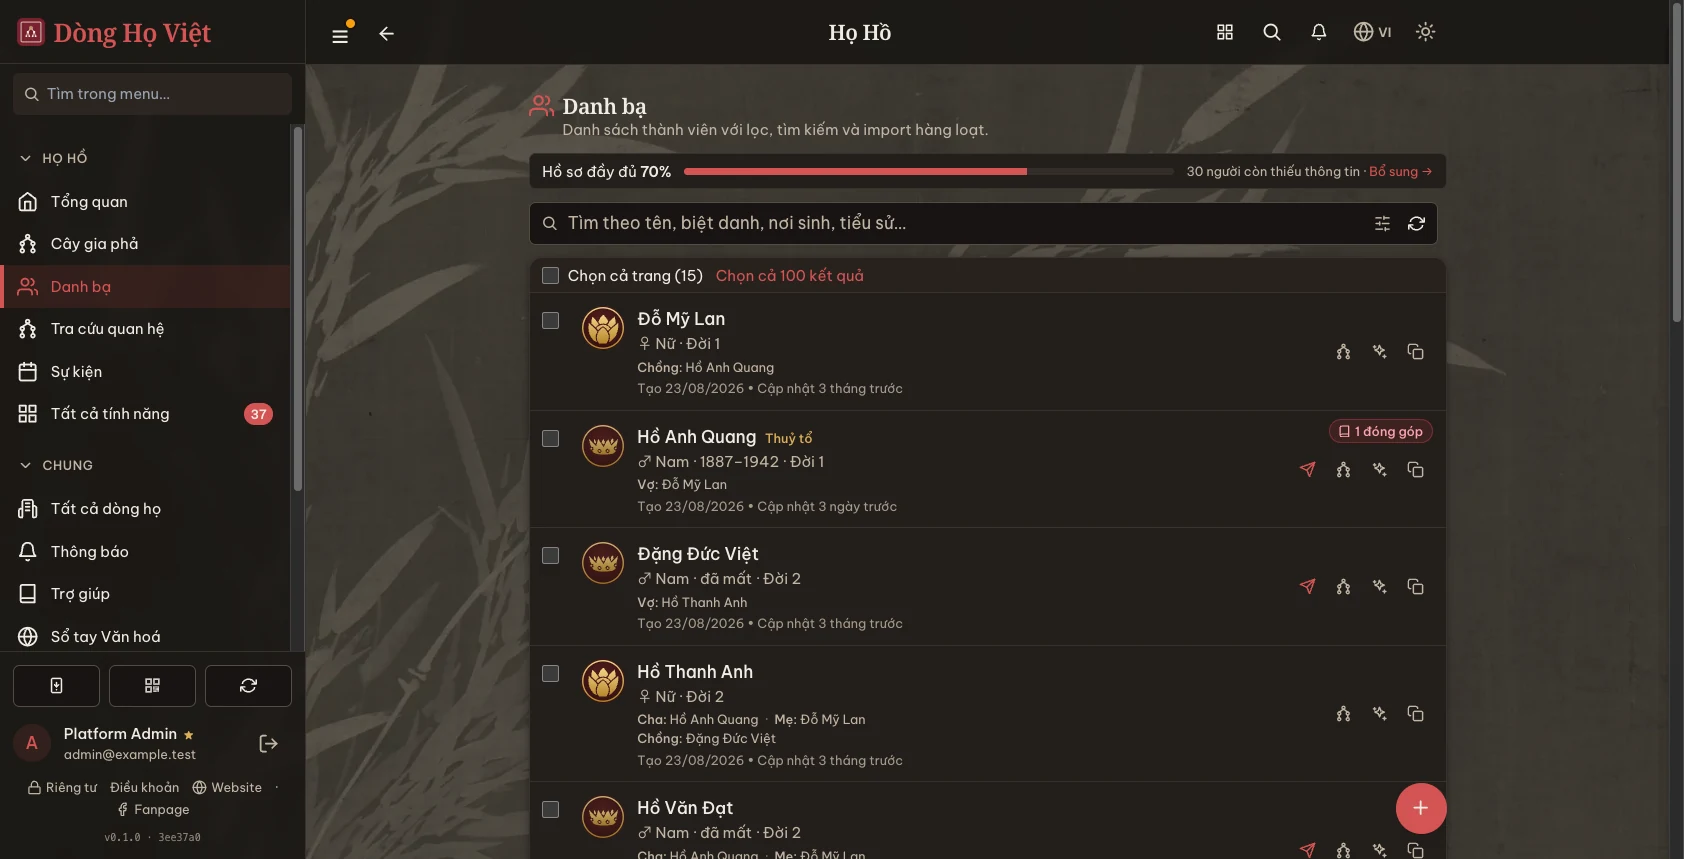 Dòng Họ Việt
Họ Hồ
VI
Tìm trong menu...
HỌ HỒ
Tổng quan
Cây gia phả
Danh bạ
Tra cứu quan hệ
Sự kiện
Tất cả tính năng
37
CHUNG
Tất cả dòng họ
Thông báo
Trợ giúp
Sổ tay Văn hoá
A
Platform Admin
admin@example.test
Riêng tư Điều khoản Website ·
Fanpage
v0.1.0 · 3ee37a0
Danh bạ
Danh sách thành viên với lọc, tìm kiếm và import hàng loạt.
Hồ sơ đầy đủ 70% 30 người còn thiếu thông tin · Bổ sung →
Tìm theo tên, biệt danh, nơi sinh, tiểu sử...
Chọn cả trang (15) Chọn cả 100 kết quả
Đỗ Mỹ Lan
♀ Nữ · Đời 1
Chồng: Hồ Anh Quang
Tạo 23/08/2026 • Cập nhật 3 tháng trước
Hồ Anh Quang Thuỷ tổ
1 đóng góp
♂ Nam · 1887–1942 · Đời 1
Vợ: Đỗ Mỹ Lan
Tạo 23/08/2026 • Cập nhật 3 ngày trước
Đặng Đức Việt
♂ Nam · đã mất · Đời 2
Vợ: Hồ Thanh Anh
Tạo 23/08/2026 • Cập nhật 3 tháng trước
Hồ Thanh Anh
♀ Nữ · Đời 2
Cha: Hồ Anh Quang · Mẹ: Đỗ Mỹ Lan
Chồng: Đặng Đức Việt
Tạo 23/08/2026 • Cập nhật 3 tháng trước
Hồ Văn Đạt
♂ Nam · đã mất · Đời 2
Cha: Hồ Anh Quang · Mẹ: Đỗ Mỹ Lan